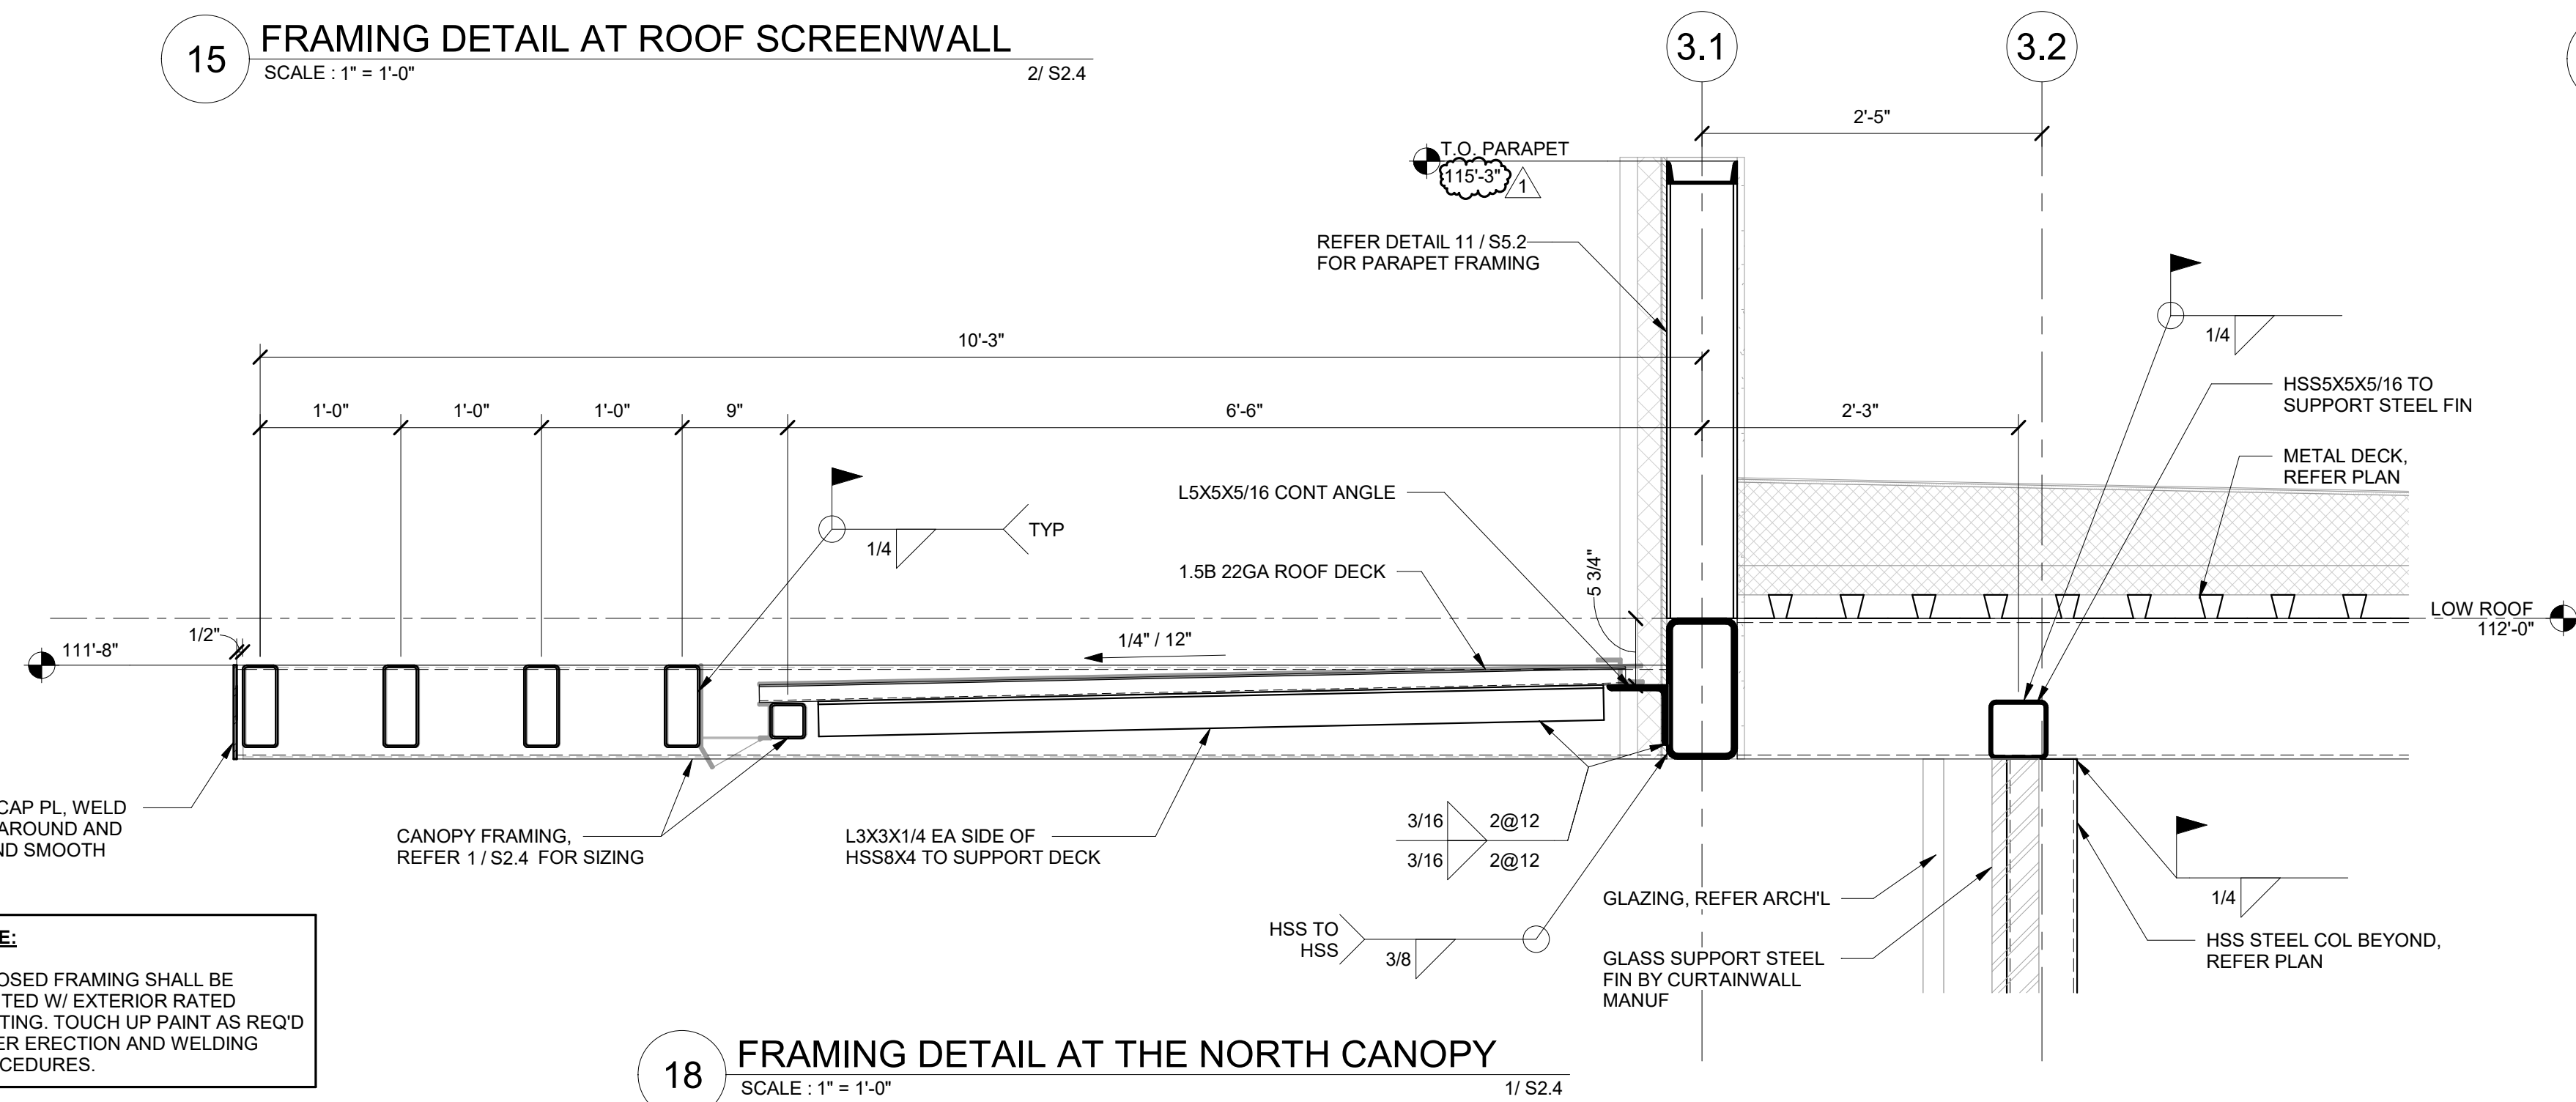 15
FRAMING DETAIL AT ROOF SCREENWALL
SCALE : 1" = 1'-0"
2/ S2.4
3.1
3.2
2'-5"
T.O. PARAPET
115'-3"
1
REFER DETAIL 11 / S5.2
FOR PARAPET FRAMING
1/4
10'-3"
HSS5X5X5/16 TO
SUPPORT STEEL FIN
1'-0"
1'-0"
1'-0"
9"
6'-6"
2'-3"
METAL DECK,
REFER PLAN
L5X5X5/16 CONT ANGLE
1/4
TYP
1.5B 22GA ROOF DECK
5 3/4"
LOW ROOF
112'-0"
111'-8"
1/2"
1/4" / 12"
CAP PL, WELD
AROUND AND
ND SMOOTH
CANOPY FRAMING,
REFER 1 / S2.4 FOR SIZING
L3X3X1/4 EA SIDE OF
HSS8X4 TO SUPPORT DECK
3/16 2@12
3/16 2@12
GLAZING, REFER ARCH'L
1/4
HSS TO
HSS
3/8
GLASS SUPPORT STEEL
FIN BY CURTAINWALL
MANUF
HSS STEEL COL BEYOND,
REFER PLAN
E:
OSED FRAMING SHALL BE
TED W/ EXTERIOR RATED
TING. TOUCH UP PAINT AS REQ'D
ER ERECTION AND WELDING
CEDURES.
18
FRAMING DETAIL AT THE NORTH CANOPY
SCALE : 1" = 1'-0"
1/ S2.4